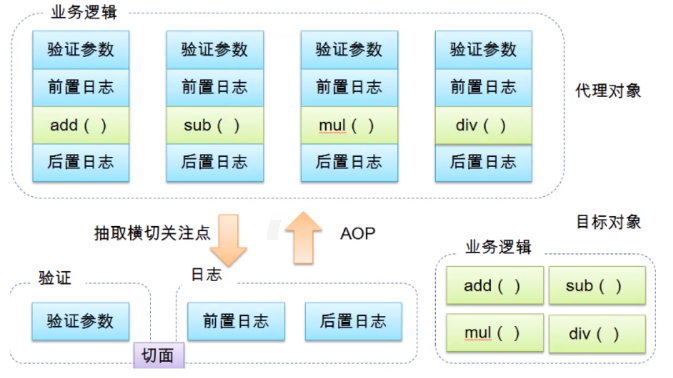 业务逻辑
验证参数 验证参数 验证参数 验证参数
前置日志 前置日志 前置日志 前置日志
add ( ) sub ( ) mul ( ) div ( )
后置日志 后置日志 后置日志 后置日志
代理对象
抽取横切关注点
AOP
目标对象
业务逻辑
add ( ) sub ( )
mul ( ) div ( )
验证
日志
验证参数
前置日志 后置日志
切面